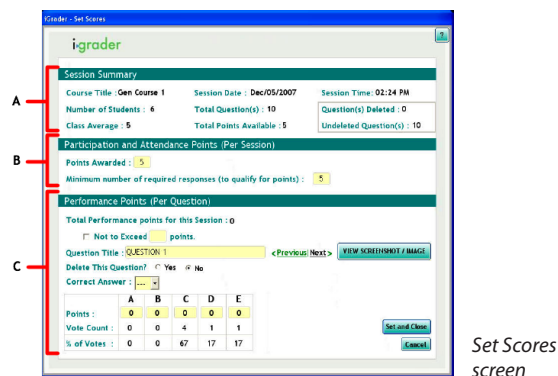 iGrader - Set Scores
?
i>grader
Session Summary
Course Title : Gen Course 1 Session Date : Dec/05/2007 Session Time: 02:24 PM
Number of Students : 6 Total Question(s) : 10 Question(s) Deleted : 0
Class Average : 5 Total Points Available : 5 Undeleted Question(s) : 10
A
Participation and Attendance Points (Per Session)
Points Awarded : 5
B
Minimum number of required responses (to qualify for points) : 5
Performance Points (Per Question)
Total Performance points for this Session : 0
Not to Exceed points.
Question Title : QUESTION 1 < Previous Next > VIEW SCREENSHOT / IMAGE
C
Delete This Question? Yes No
Correct Answer : ---
A B C D E
Points : 0 0 0 0 0
Vote Count : 0 0 4 1 1 Set and Close
% of Votes : 0 0 67 17 17 Cancel
Set Scores
screen